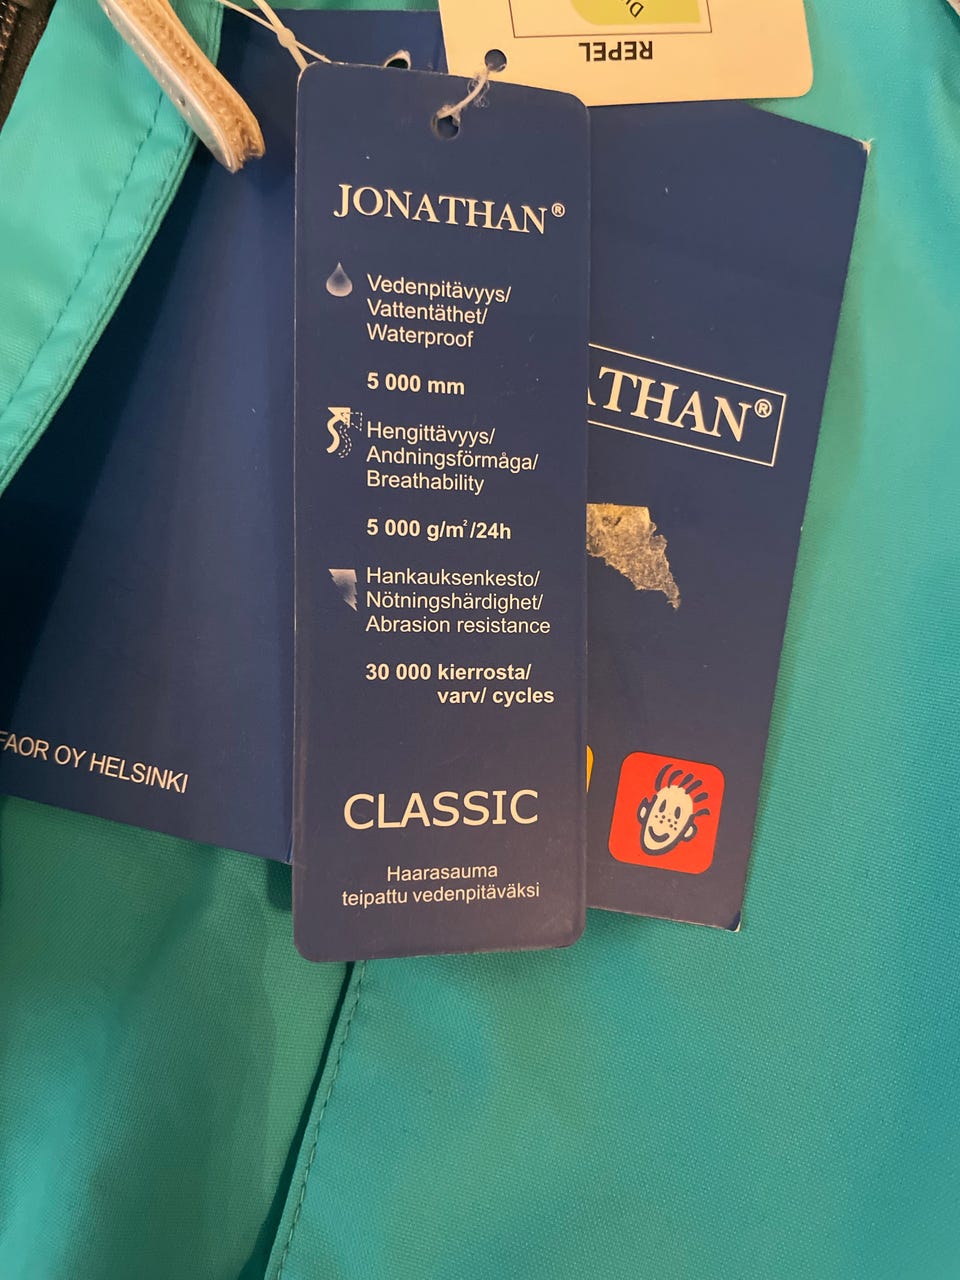 REPEL
JONATHAN®
Vedenpitävyys/
Vattentäthet/
Waterproof
5 000 mm
Hengittävyys/
Andningsförmåga/
Breathability
5 000 g/m²/24h
Hankauksenkesto/
Nötningshärdighet/
Abrasion resistance
30 000 kierrosta/
varv/ cycles
CLASSIC
Haarasauma
teipattu vedenpitäväksi
ATHAN®
FAOR OY HELSINKI